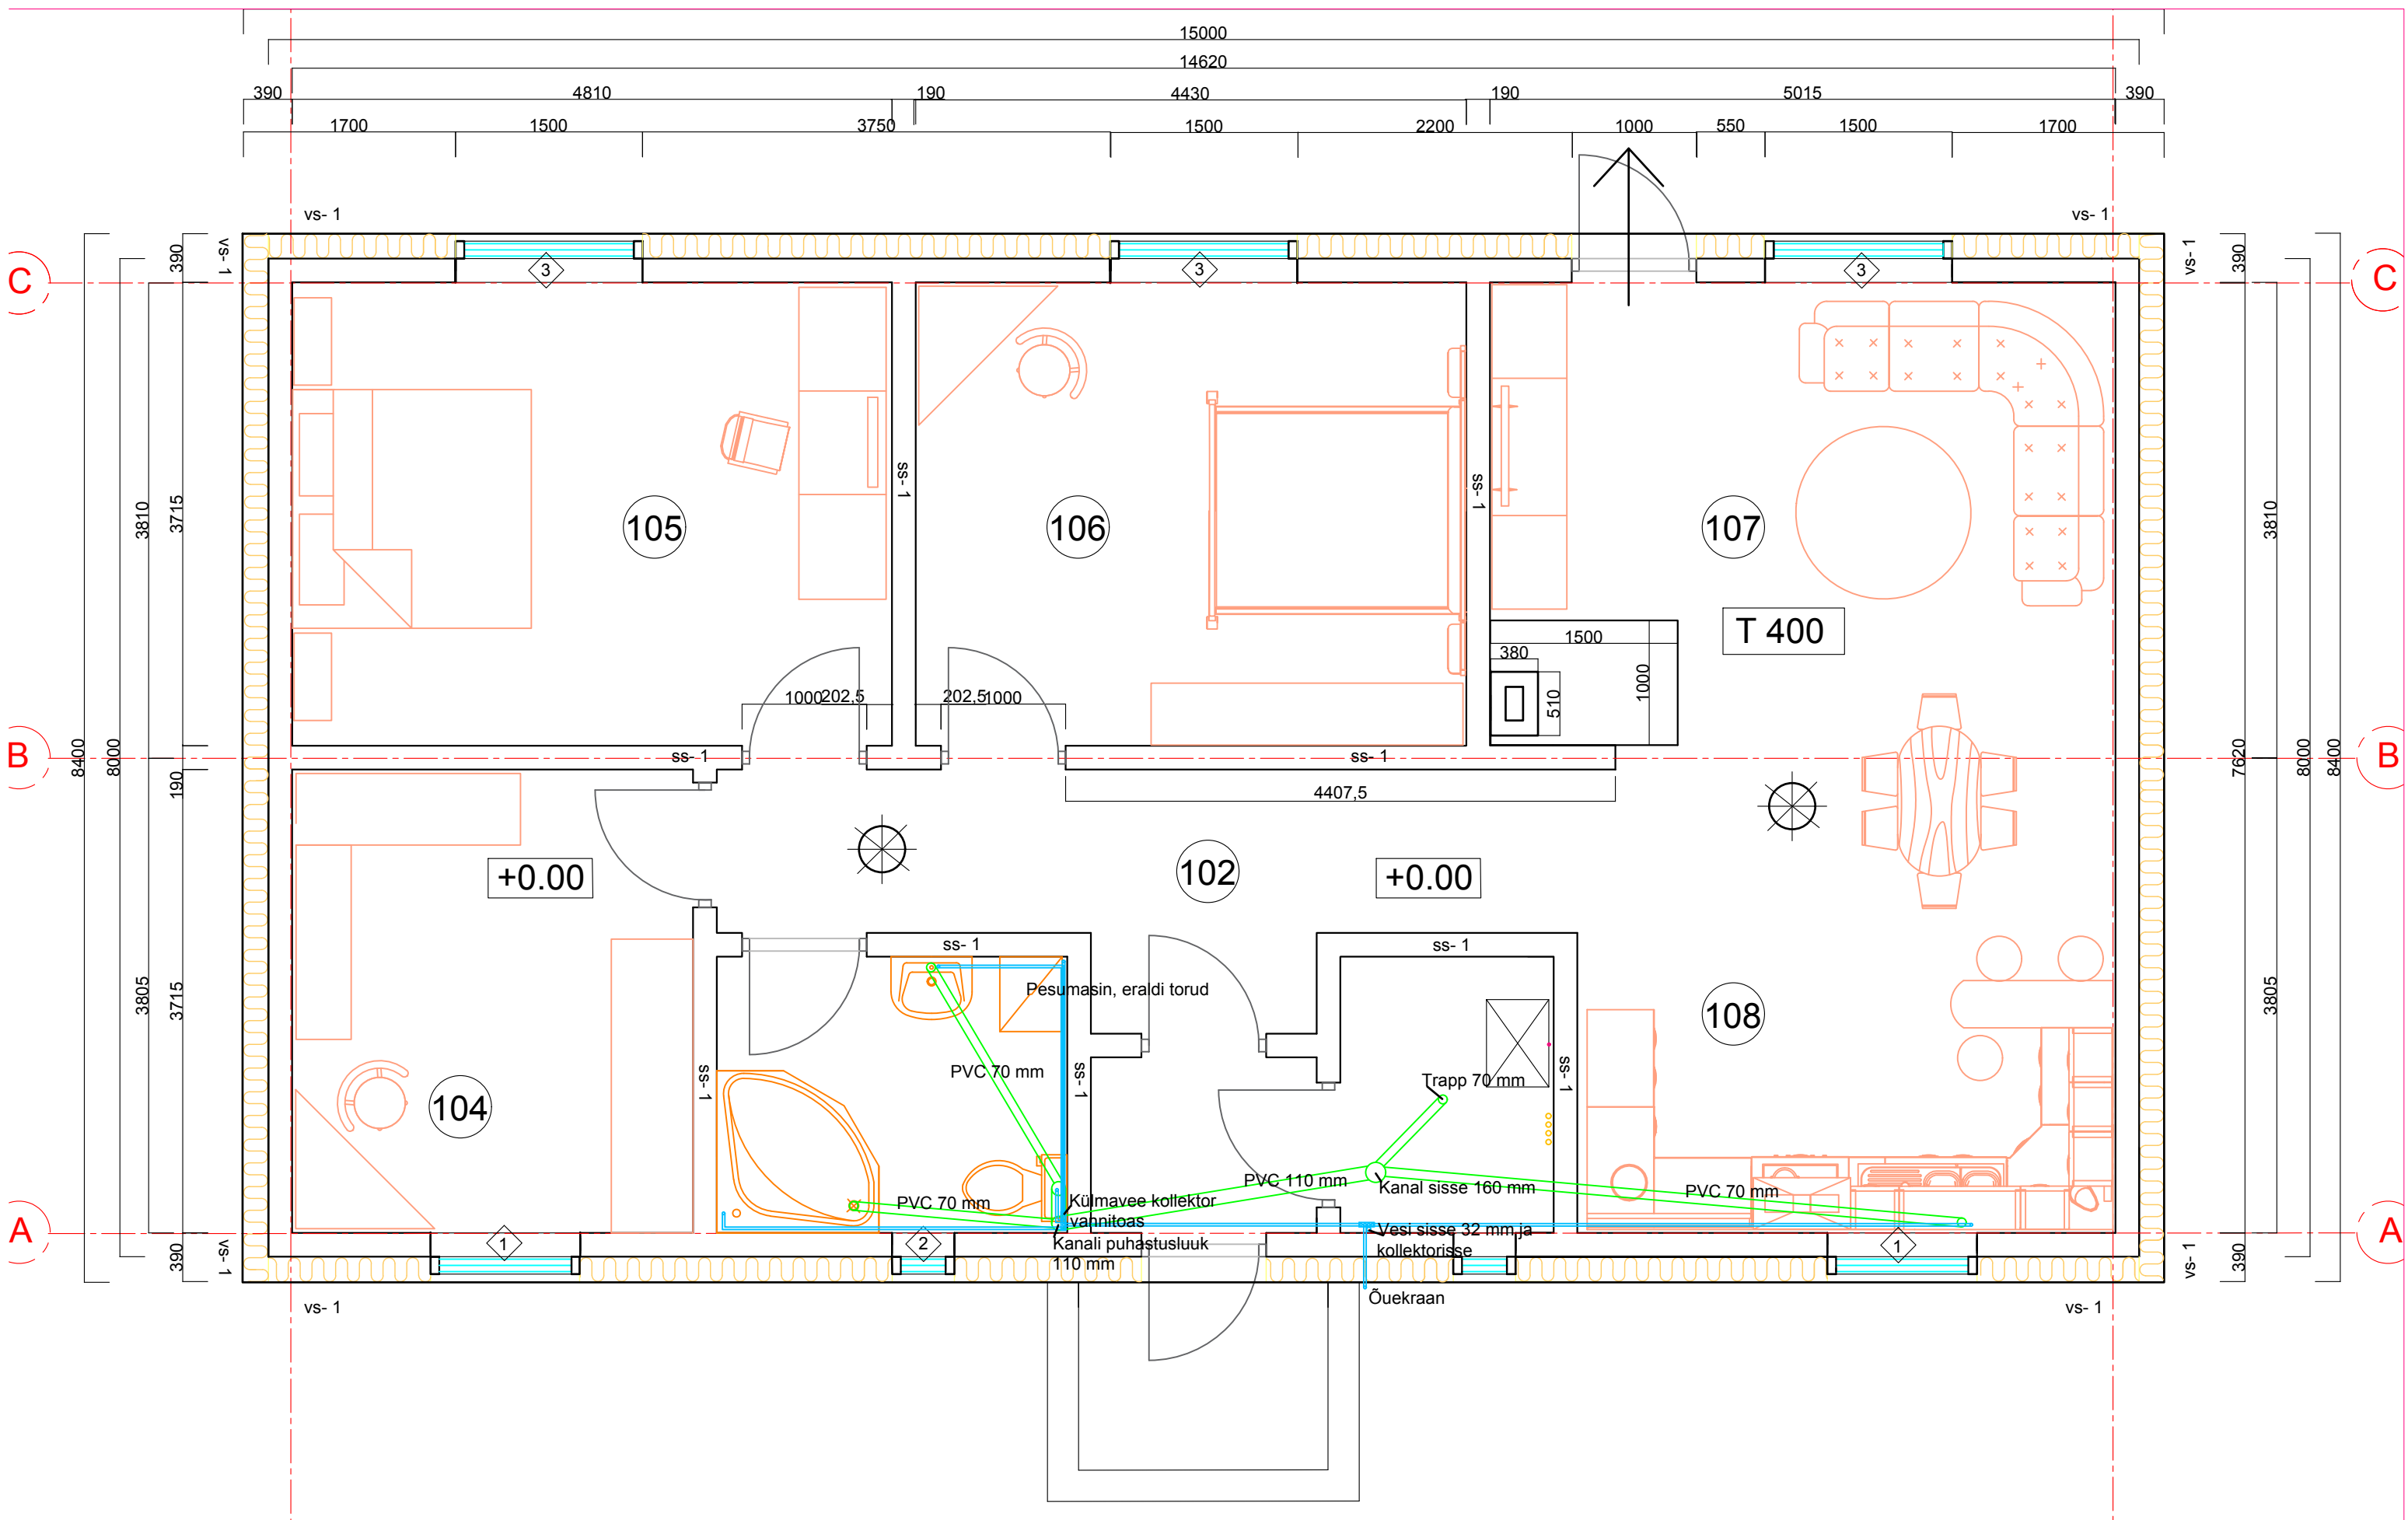 15000
14620
390 4810 190 4430 190 5015 390
1700 1500 3750 1500 2200 1000 550 1500 1700
vs- 1 vs- 1
vs- 1 390 390 vs- 1
C 3 3 3 C
ss- 1 ss- 1
3810 3715 105 106 107 3810
T 400
1500
380
1000
510
1000 202,5 202,5 1000
B 8400 8000 ss- 1 ss- 1 7620 8000 8400 B
190
4407,5
+0.00 102 +0.00
ss- 1 ss- 1
3805 3715 Pesumasin, eraldi torud 108 3805
PVC 70 mm
ss- 1 ss- 1 ss- 1
Trapp 70 mm
104
PVC 110 mm
Kanal sisse 160 mm
PVC 70 mm
PVC 70 mm
Külmavee kollektor
vannitoas
Kanali puhastusluuk
110 mm
Vesi sisse 32 mm ja
kollektorisse
A 1 2 1 A
390 vs- 1 vs- 1 390
Õuekraan
vs- 1 vs- 1